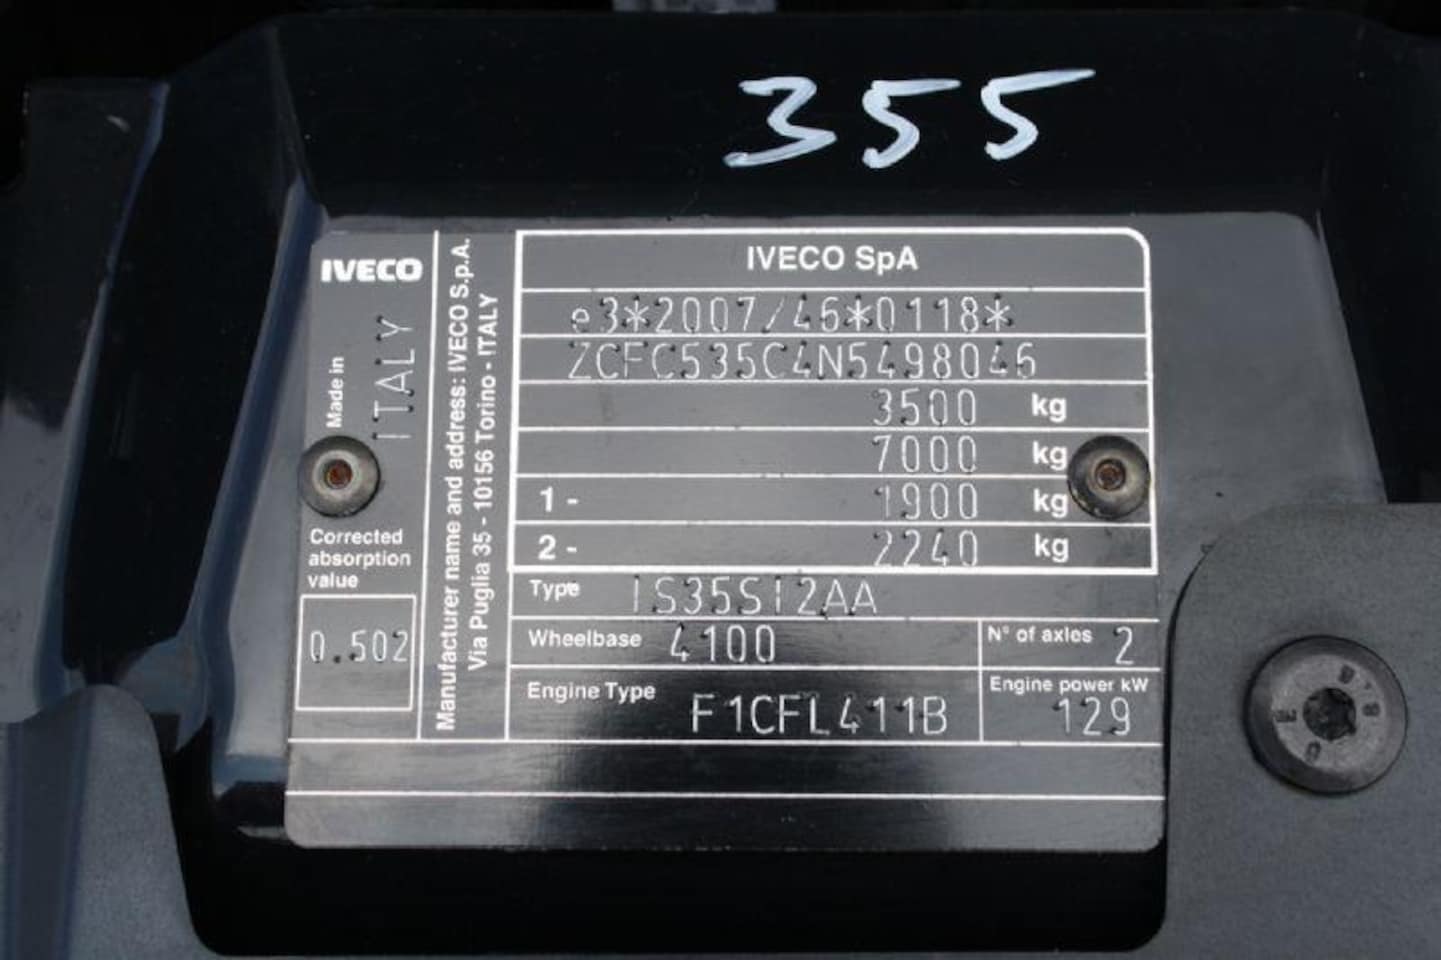 355
IVECO
Made in ITALY
Corrected
absorption
value
0.502
Manufacturer name and address: IVECO S.p.A.
Via Puglia 35 - 10156 Torino - ITALY
IVECO SpA
e3*2007/46*0118*
ZCFC535C4N5498046
3500 kg
7000 kg
1 - 1900 kg
2 - 2240 kg
Type IS35SI2AA
Wheelbase 4100
N° of axles 2
Engine Type F1CFL411B
Engine power kW 129